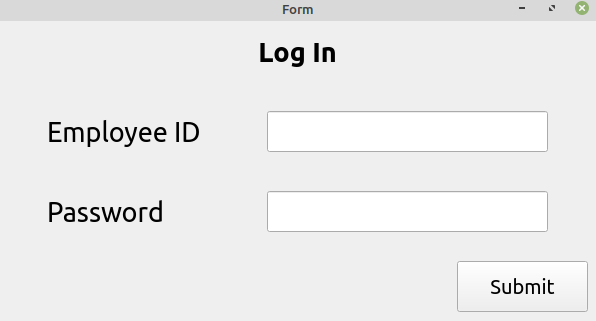 Form
Log In
Employee ID
Password
Submit